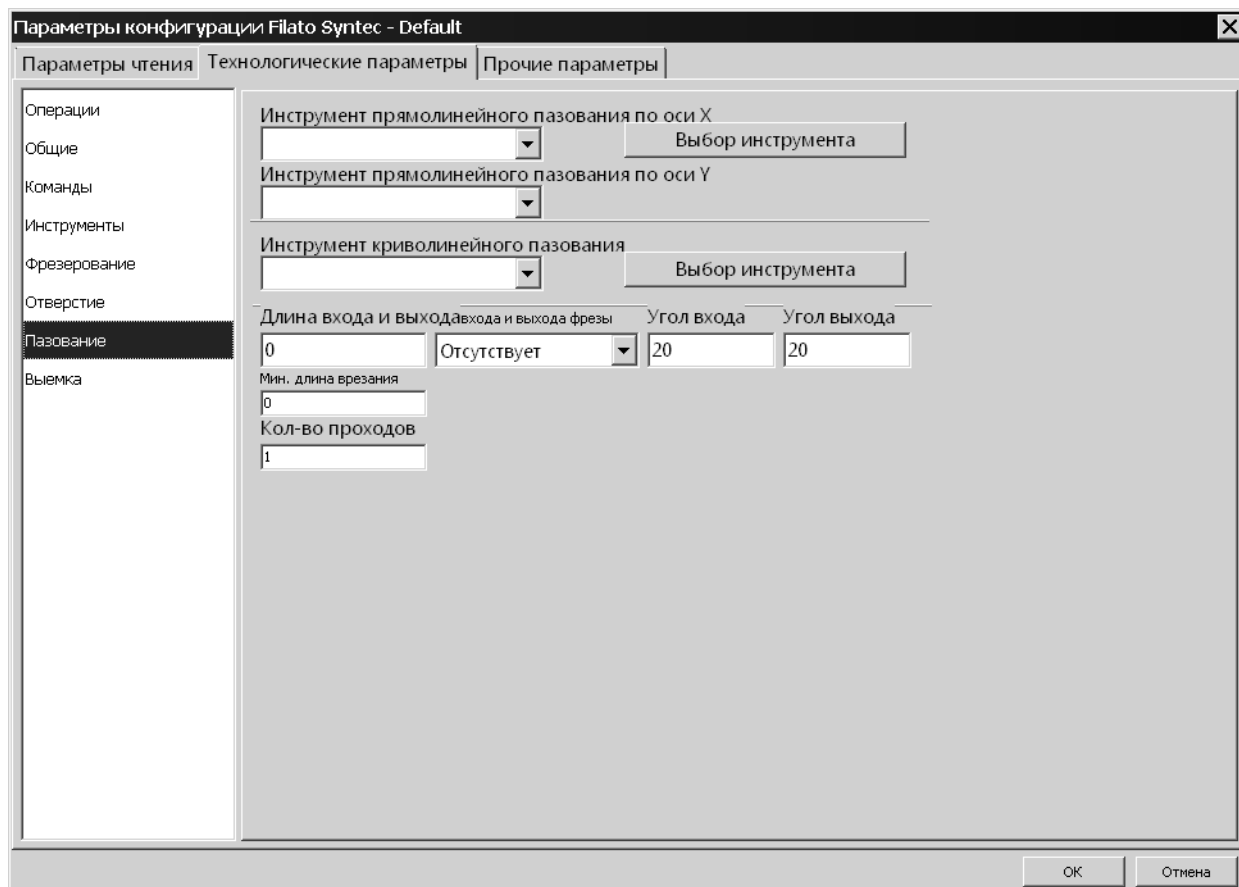 Параметры конфигурации Filato Syntec - Default
Параметры чтения Технологические параметры Прочие параметры
Операции
Общие
Команды
Инструменты
Фрезерование
Отверстие
Пазование
Выемка
Инструмент прямолинейного пазования по оси X
Выбор инструмента
Инструмент прямолинейного пазования по оси Y
Инструмент криволинейного пазования
Выбор инструмента
Длина входа и выхода входа и выхода фрезы Угол входа Угол выхода
0 Отсутствует 20 20
Мин. длина врезания
0
Кол-во проходов
1
ОК Отмена